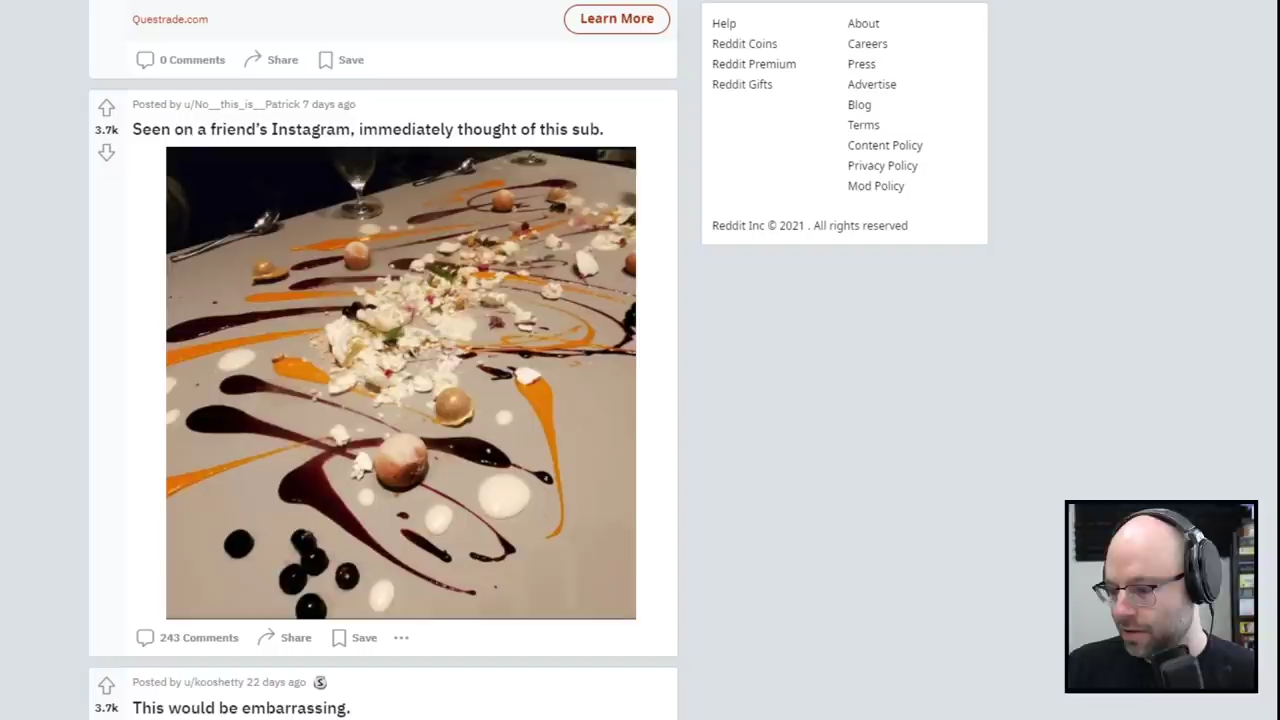 Questrade.com
Learn More
0 Comments
Share
Save
Posted by u/No__this_is__Patrick 7 days ago
3.7k
Seen on a friend's Instagram, immediately thought of this sub.
243 Comments
Share
Save
Posted by u/kooshetty 22 days ago
3.7k
This would be embarrassing.
Help
About
Reddit Coins
Careers
Reddit Premium
Press
Reddit Gifts
Advertise
Blog
Terms
Content Policy
Privacy Policy
Mod Policy
Reddit Inc © 2021 . All rights reserved